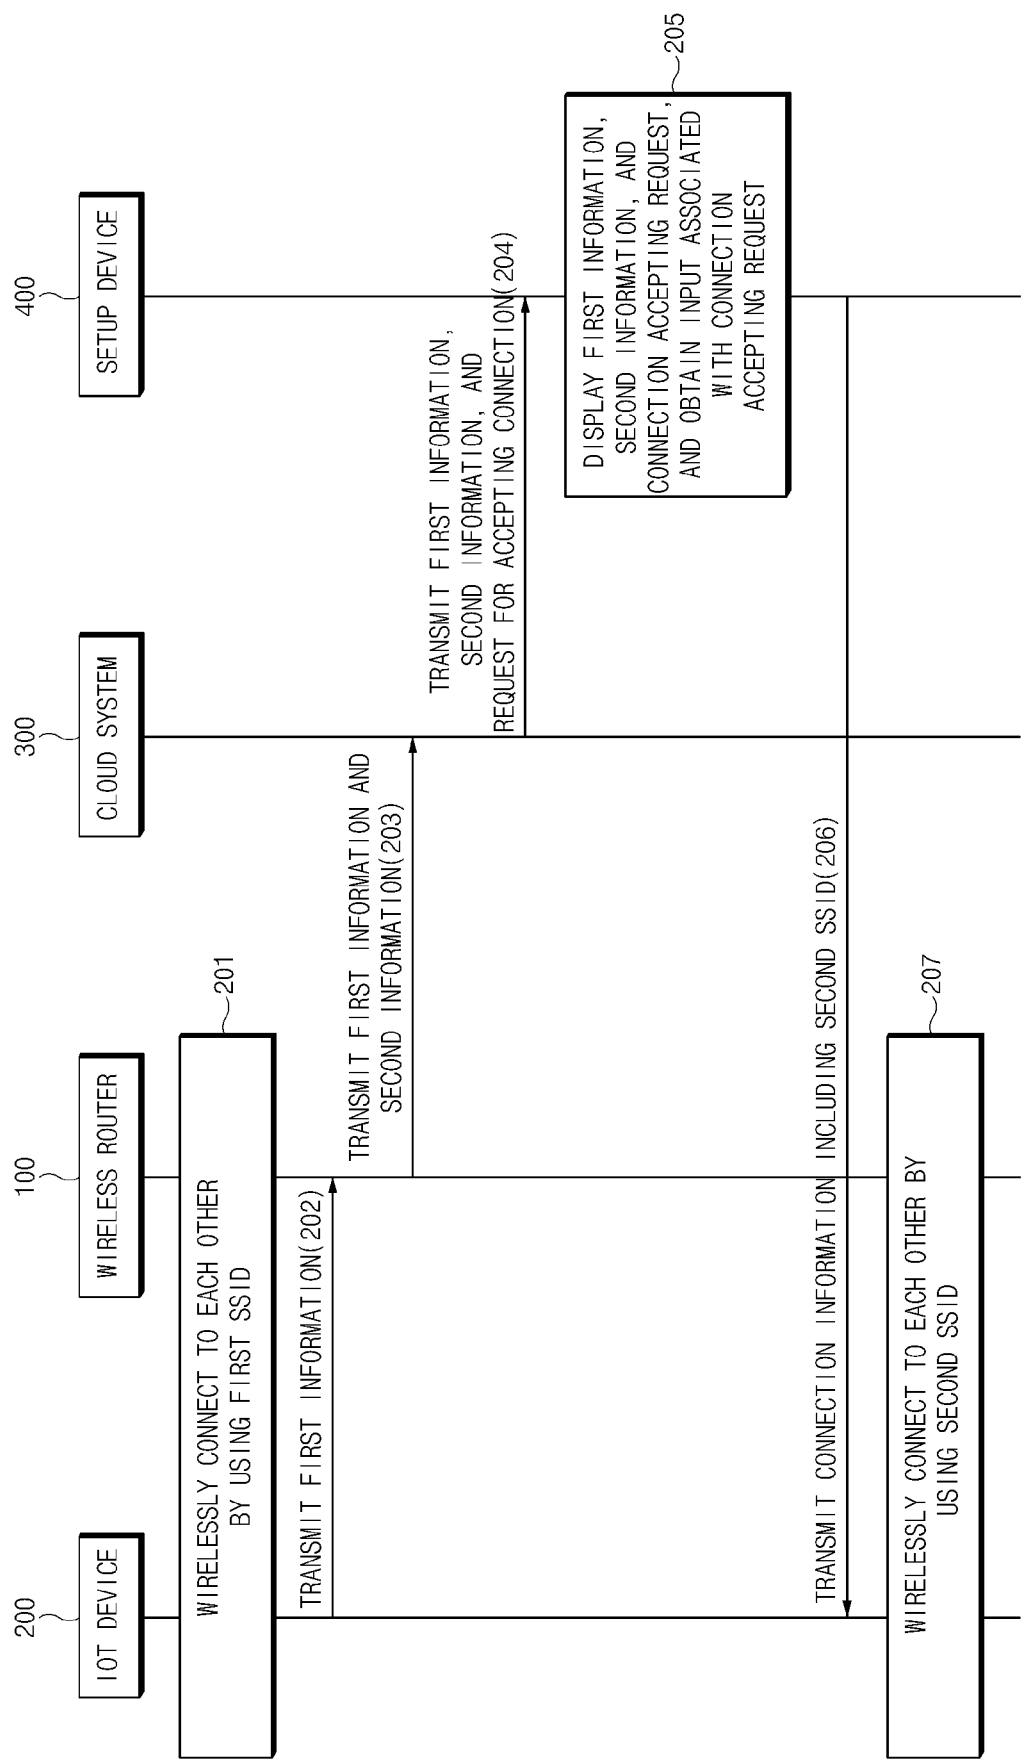 200
100
300
400
IOT DEVICE
WIRELESS ROUTER
CLOUD SYSTEM
SETUP DEVICE
201
WIRELESSLY CONNECT TO EACH OTHER
BY USING FIRST SSID
TRANSMIT FIRST INFORMATION(202)
TRANSMIT FIRST INFORMATION AND
SECOND INFORMATION(203)
TRANSMIT FIRST INFORMATION,
SECOND INFORMATION, AND
REQUEST FOR ACCEPTING CONNECTION(204)
205
DISPLAY FIRST INFORMATION,
SECOND INFORMATION, AND
CONNECTION ACCEPTING REQUEST,
AND OBTAIN INPUT ASSOCIATED
WITH CONNECTION
ACCEPTING REQUEST
TRANSMIT CONNECTION INFORMATION INCLUDING SECOND SSID(206)
207
WIRELESSLY CONNECT TO EACH OTHER BY
USING SECOND SSID